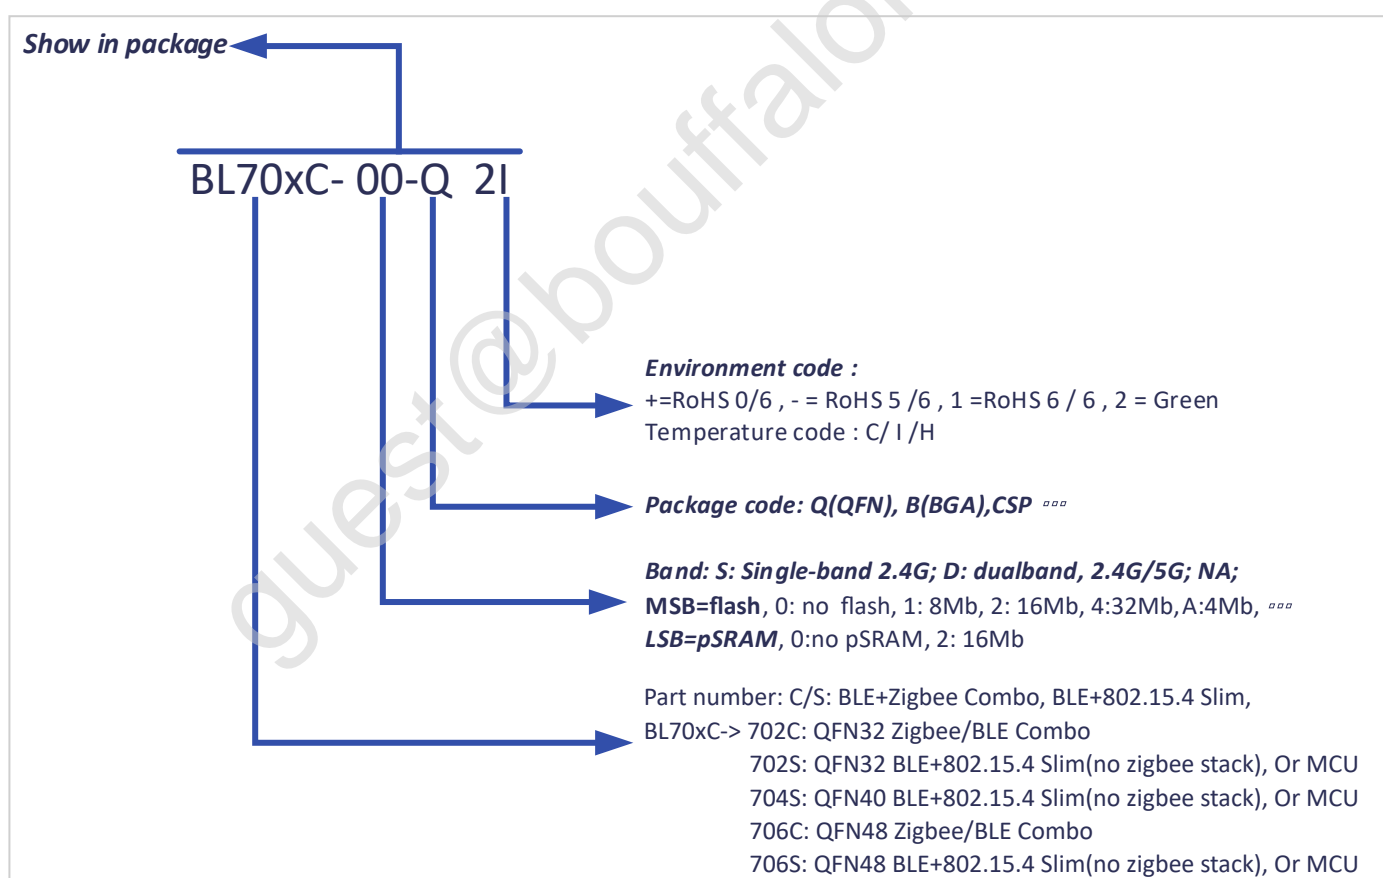 Show in package
BL70xC- 00-Q 2I
Environment code :
+=RoHS 0/6 , - = RoHS 5 /6 , 1 =RoHS 6 / 6 , 2 = Green
Temperature code : C/ I /H
Package code: Q(QFN), B(BGA),CSP ▫▫▫
Band: S: Single-band 2.4G; D: dualband, 2.4G/5G; NA;
MSB=flash, 0: no flash, 1: 8Mb, 2: 16Mb, 4:32Mb,A:4Mb, ▫▫▫
LSB=pSRAM, 0:no pSRAM, 2: 16Mb
Part number: C/S: BLE+Zigbee Combo, BLE+802.15.4 Slim,
BL70xC-> 702C: QFN32 Zigbee/BLE Combo
702S: QFN32 BLE+802.15.4 Slim(no zigbee stack), Or MCU
704S: QFN40 BLE+802.15.4 Slim(no zigbee stack), Or MCU
706C: QFN48 Zigbee/BLE Combo
706S: QFN48 BLE+802.15.4 Slim(no zigbee stack), Or MCU
guest@bouffalo